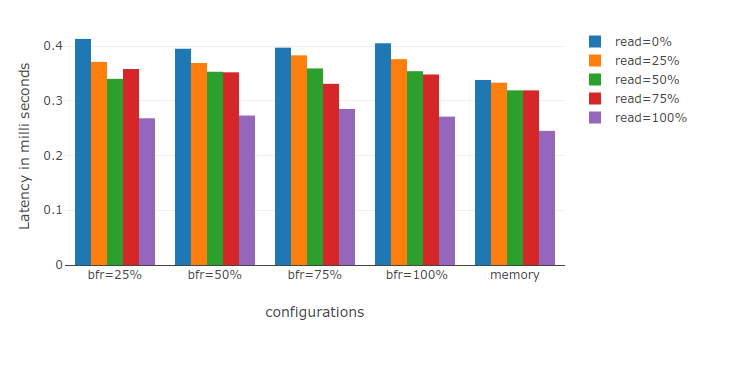 Latency in milli seconds
0.4
0.3
0.2
0.1
0
bfr=25%
bfr=50%
bfr=75%
bfr=100%
memory
configurations
read=0%
read=25%
read=50%
read=75%
read=100%